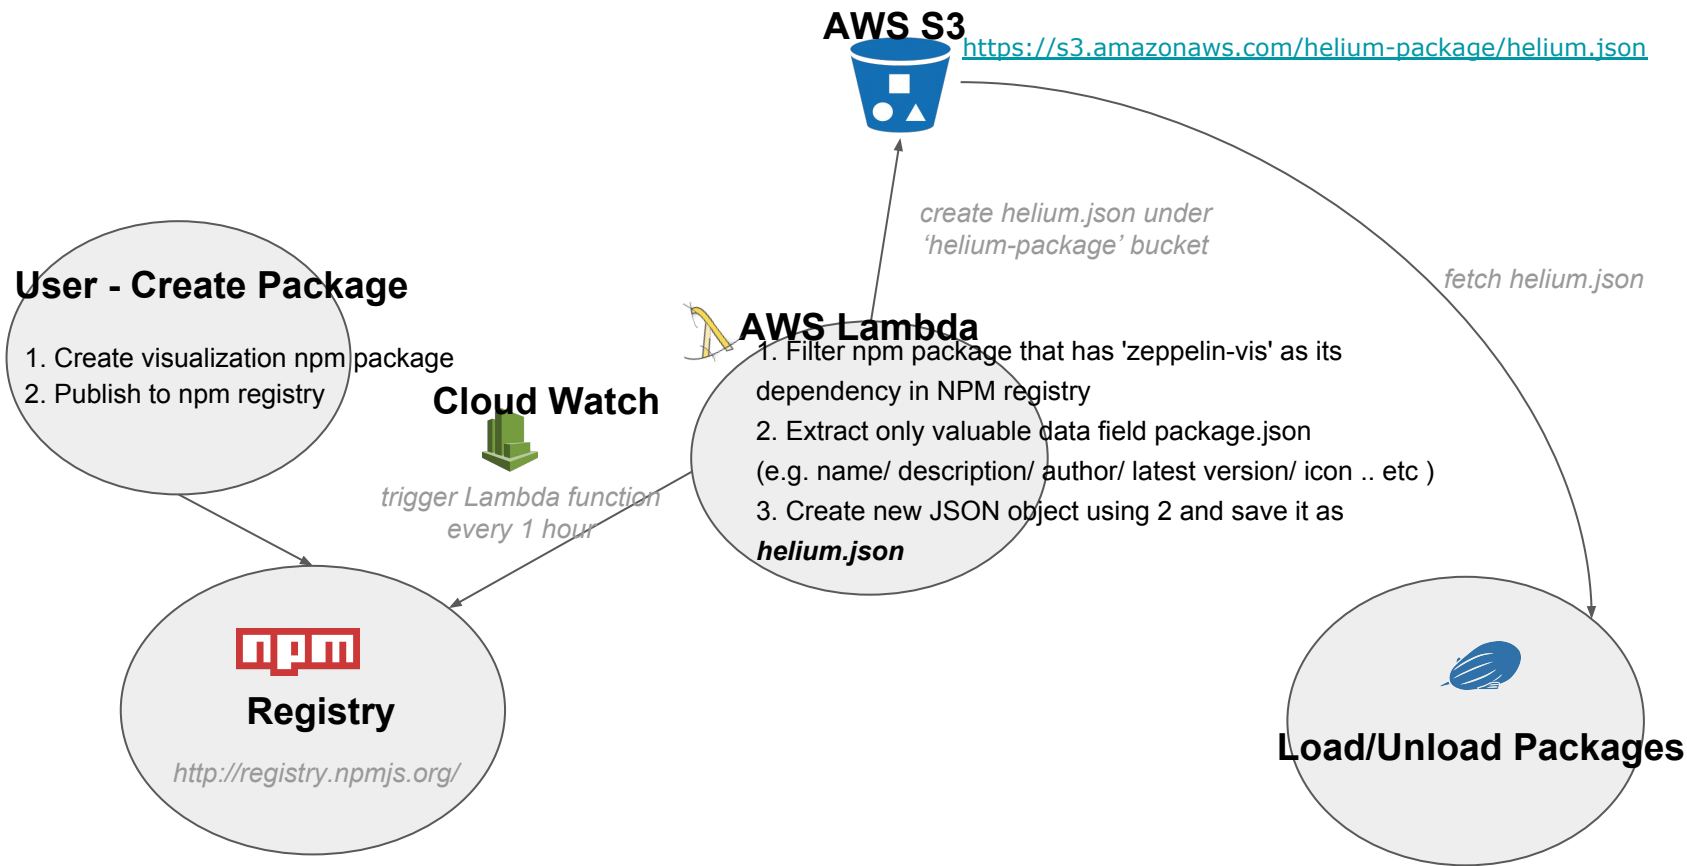 AWS S3
https://s3.amazonaws.com/helium-package/helium.json
create helium.json under
‘helium-package’ bucket
fetch helium.json
User - Create Package
1. Create visualization npm package
2. Publish to npm registry
Cloud Watch
trigger Lambda function
every 1 hour
AWS Lambda
1. Filter npm package that has 'zeppelin-vis' as its
dependency in NPM registry
2. Extract only valuable data field package.json
(e.g. name/ description/ author/ latest version/ icon .. etc )
3. Create new JSON object using 2 and save it as
helium.json
npm
Registry
http://registry.npmjs.org/
Load/Unload Packages